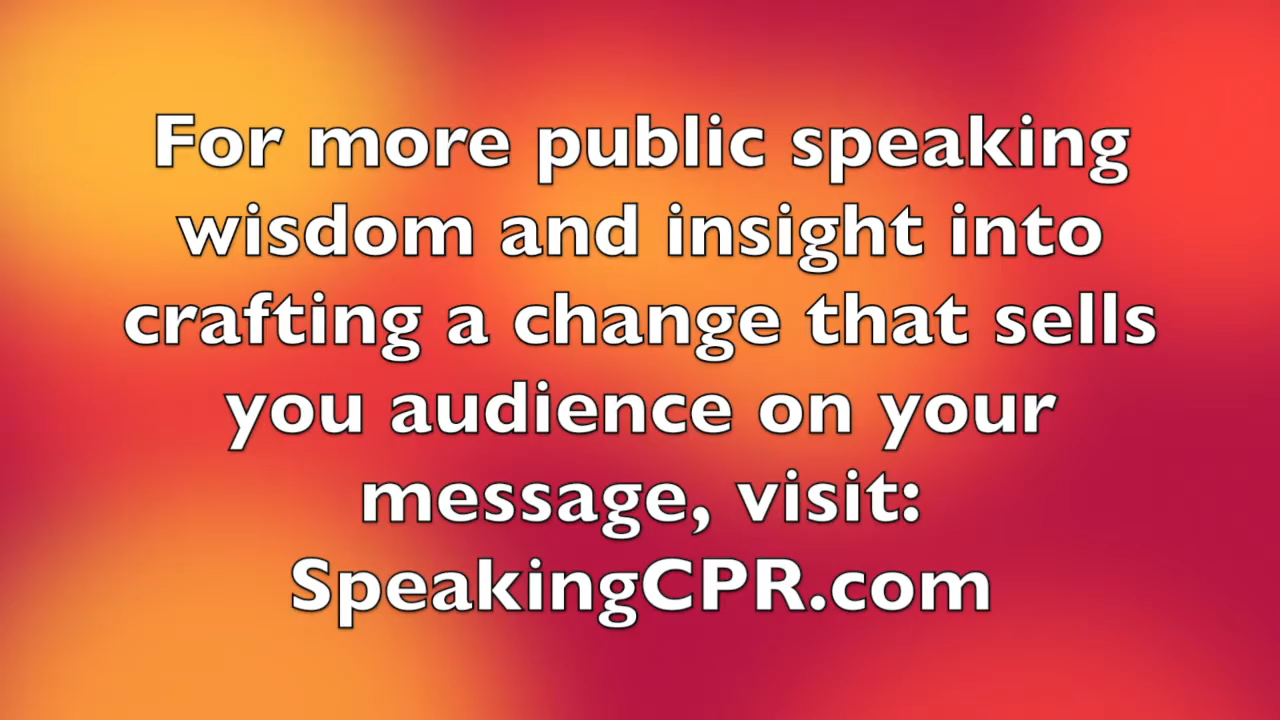 For more public speaking
wisdom and insight into
crafting a change that sells
you audience on your
message, visit:
SpeakingCPR.com